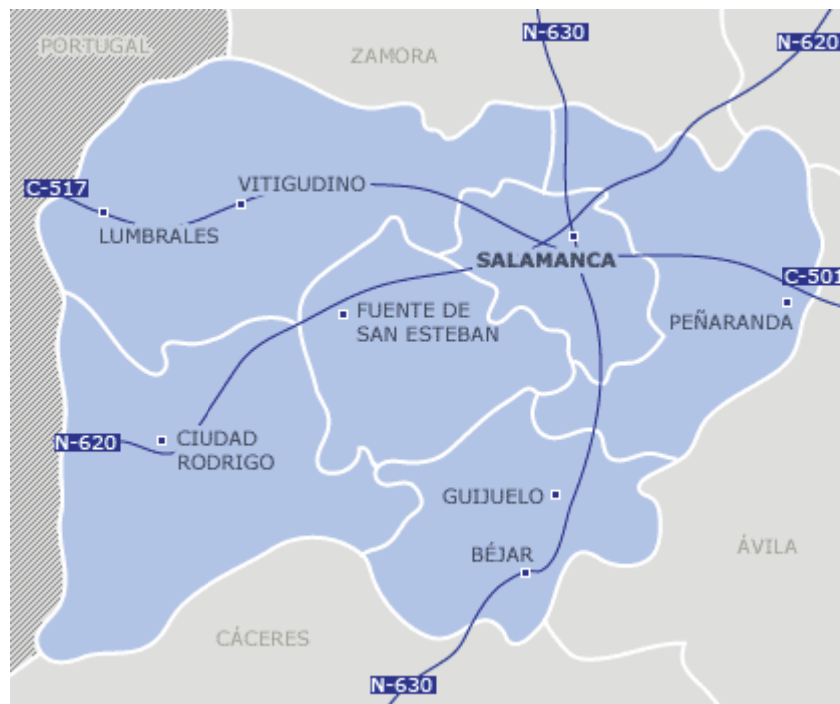 N-630
PORTUGAL
N-620
ZAMORA
VITIGUDINO
C-517
LUMBRALES
SALAMANCA
C-501
FUENTE DE
SAN ESTEBAN
PEÑARANDA
N-620
CIUDAD
RODRIGO
GUIJUELO
ÁVILA
BÉJAR
CÁCERES
N-630